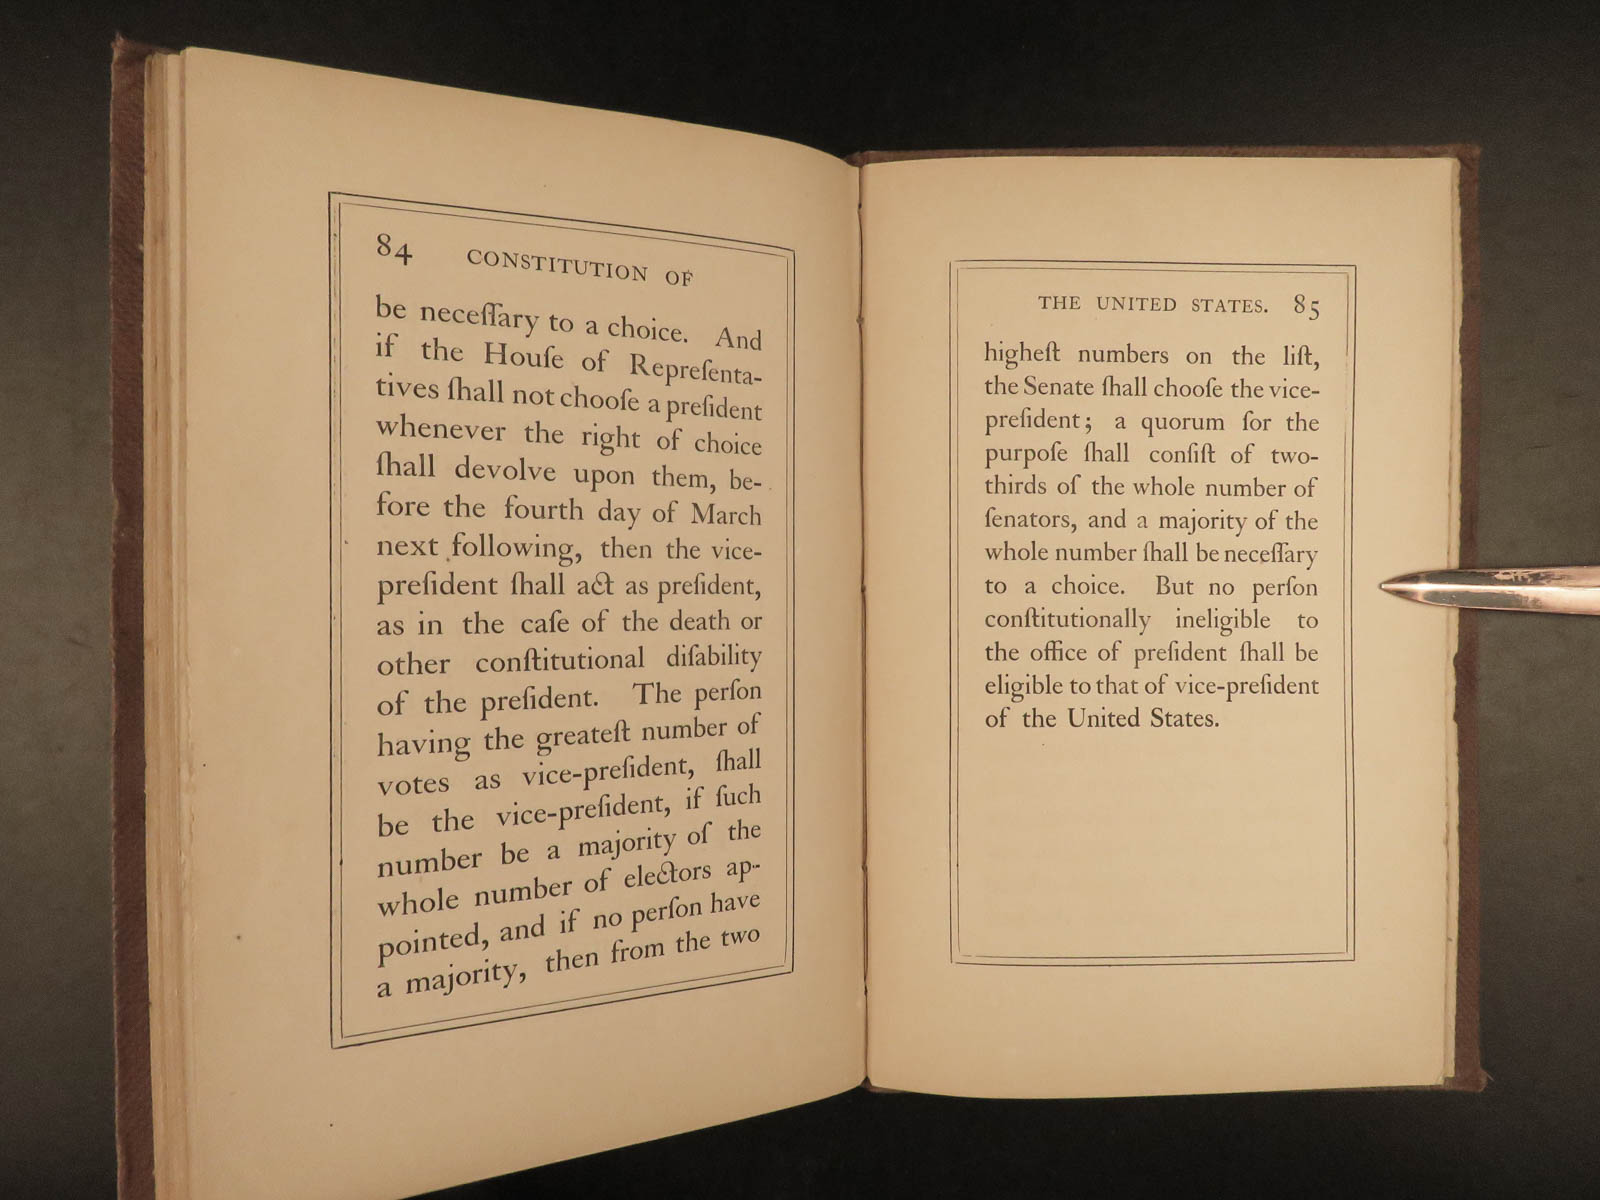 84 CONSTITUTION OF
be neceſſary to a choice. And
if the Houſe of Repreſenta-
tives ſhall not chooſe a preſident
whenever the right of choice
ſhall devolve upon them, be-
fore the fourth day of March
next following, then the vice-
preſident ſhall act as preſident,
as in the caſe of the death or
other conſtitutional diſability
of the preſident. The perſon
having the greateſt number of
votes as vice-preſident, ſhall
be the vice-preſident, if ſuch
number be a majority of the
whole number of electors ap-
pointed, and if no perſon have
a majority, then from the two
THE UNITED STATES. 85
higheſt numbers on the liſt,
the Senate ſhall chooſe the vice-
preſident; a quorum for the
purpoſe ſhall conſiſt of two-
thirds of the whole number of
ſenators, and a majority of the
whole number ſhall be neceſſary
to a choice. But no perſon
conſtitutionally ineligible to
the office of preſident ſhall be
eligible to that of vice-preſident
of the United States.